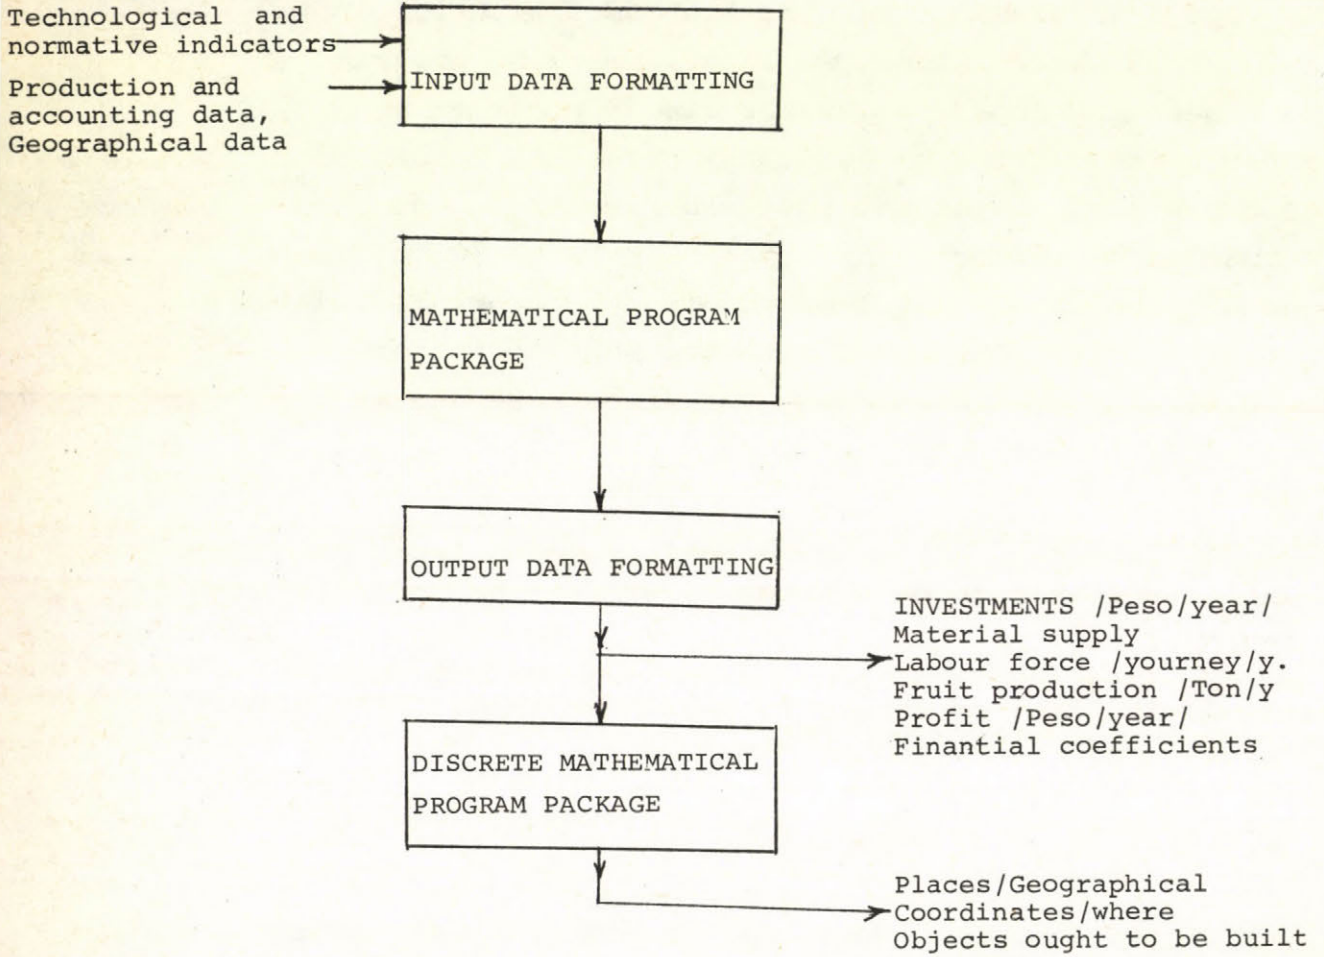 Technological and
normative indicators
Production and
accounting data,
Geographical data
INPUT DATA FORMATTING
MATHEMATICAL PROGRAM
PACKAGE
OUTPUT DATA FORMATTING
INVESTMENTS /Peso/year/
Material supply
Labour force /yourney/y.
Fruit production /Ton/y
Profit /Peso/year/
Finantial coefficients
DISCRETE MATHEMATICAL
PROGRAM PACKAGE
Places/Geographical
Coordinates/where
Objects ought to be built